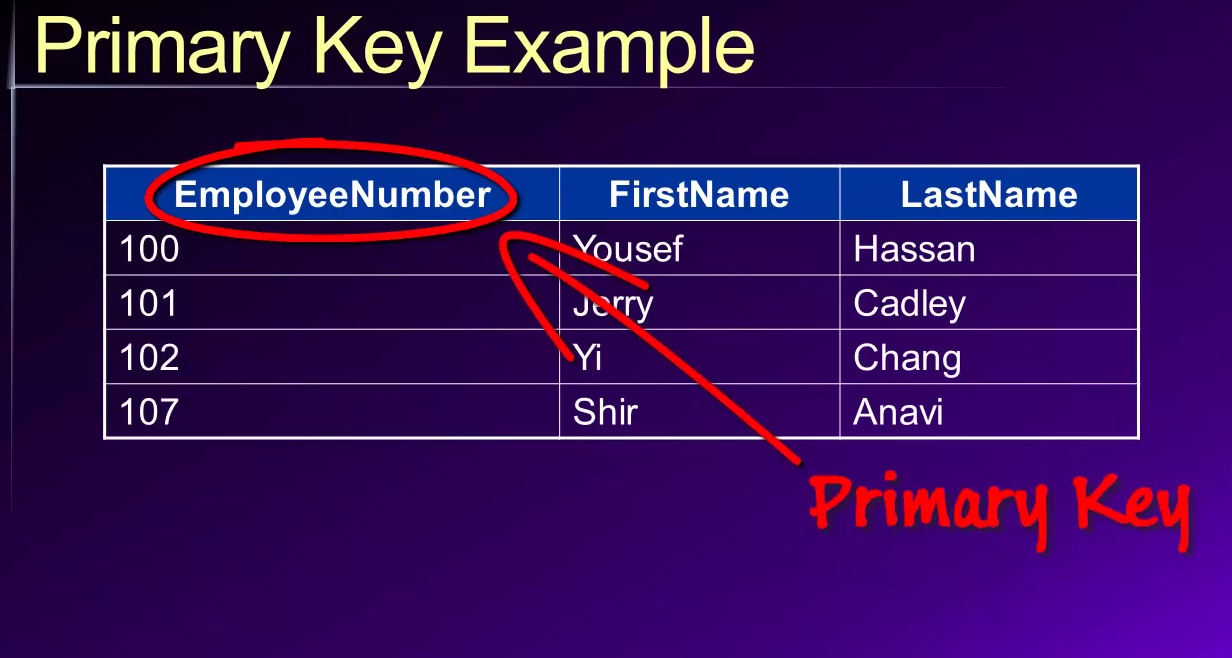 Primary Key Example
EmployeeNumber FirstName LastName
100 Yousef Hassan
101 Jerry Cadley
102 Yi Chang
107 Shir Anavi
Primary Key